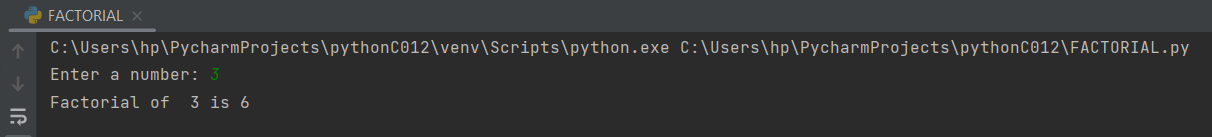 FACTORIAL
C:\Users\hp\PycharmProjects\pythonC012\venv\Scripts\python.exe C:\Users\hp\PycharmProjects\pythonC012\FACTORIAL.py
Enter a number: 3
Factorial of  3 is 6